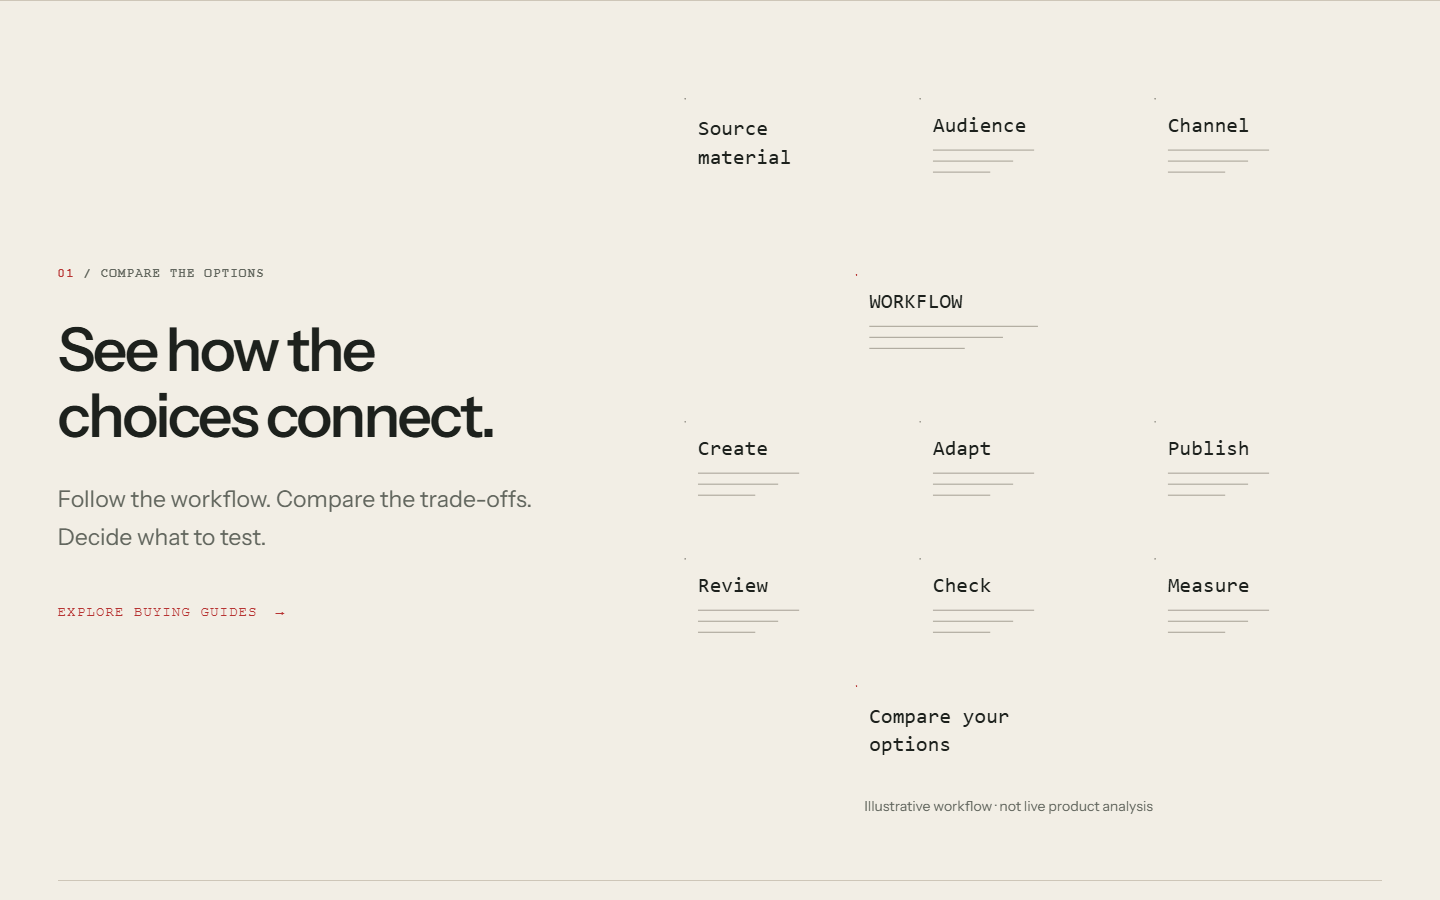 01 / COMPARE THE OPTIONS
See how the
choices connect.
Follow the workflow. Compare the trade-offs.
Decide what to test.
EXPLORE BUYING GUIDES →
Source
material
Audience
Channel
WORKFLOW
Create
Adapt
Publish
Review
Check
Measure
Compare your
options
Illustrative workflow · not live product analysis